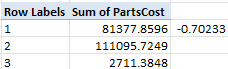 Row Labels Sum of PartsCost
1 81377.8596 -0.70233
2 111095.7249
3 2711.3848